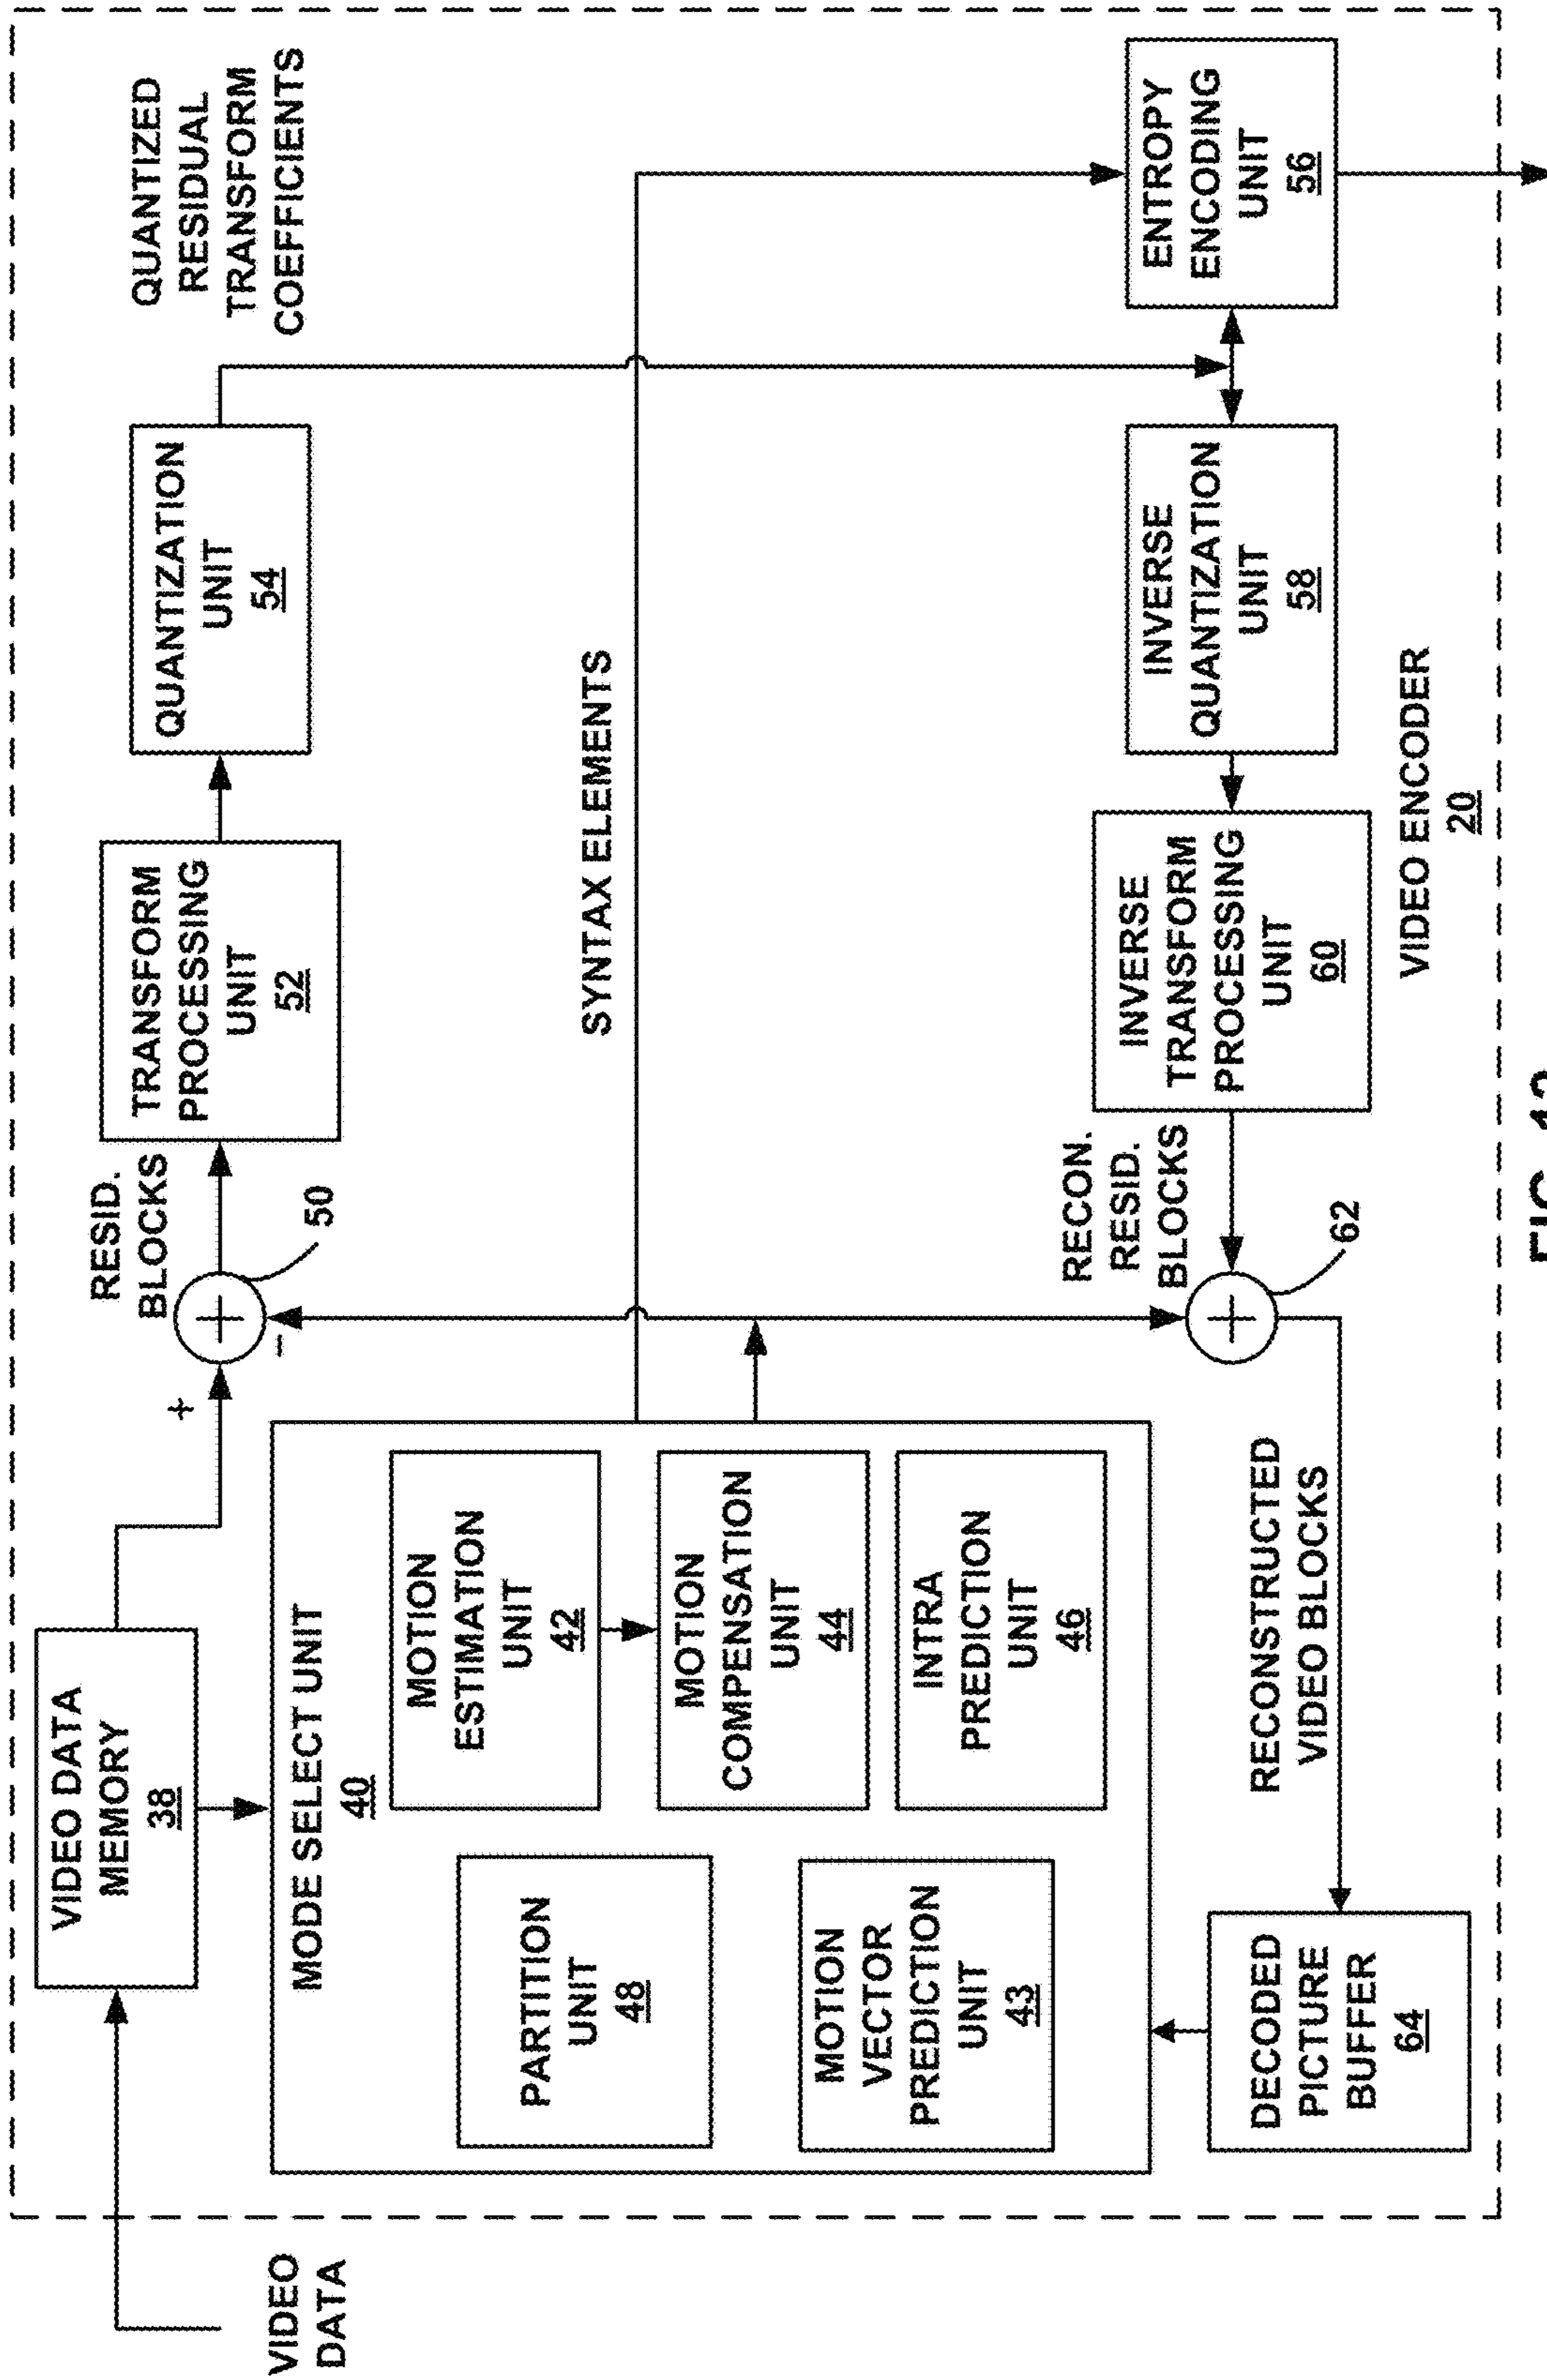 VIDEO
DATA
VIDEO DATA
MEMORY
38
+
–
50
RESID.
BLOCKS
TRANSFORM
PROCESSING
UNIT
52
QUANTIZATION
UNIT
54
QUANTIZED
RESIDUAL
TRANSFORM
COEFFICIENTS
MODE SELECT UNIT
40
PARTITION
UNIT
48
MOTION
VECTOR
PREDICTION
UNIT
43
MOTION
ESTIMATION
UNIT
42
MOTION
COMPENSATION
UNIT
44
INTRA
PREDICTION
UNIT
46
SYNTAX ELEMENTS
DECODED
PICTURE
BUFFER
64
RECONSTRUCTED
VIDEO BLOCKS
62
RECON.
RESID.
BLOCKS
INVERSE
TRANSFORM
PROCESSING
UNIT
60
INVERSE
QUANTIZATION
UNIT
58
ENTROPY
ENCODING
UNIT
56
VIDEO ENCODER
20